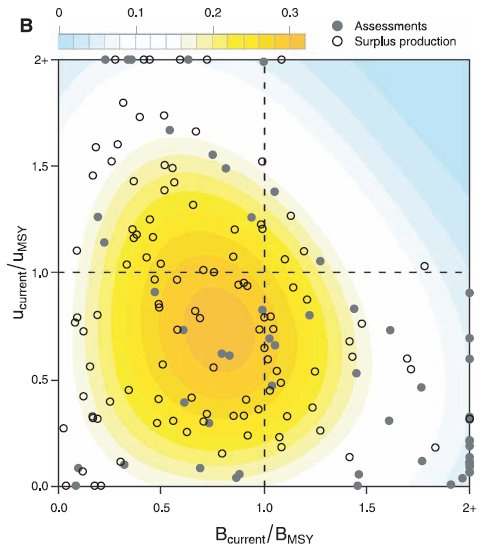 B
0 0.1 0.2 0.3
Assessments
Surplus production
2+
1.5
1.0
0.5
0.0
u_current/u_MSY
0.0 0.5 1.0 1.5 2+
B_current/B_MSY